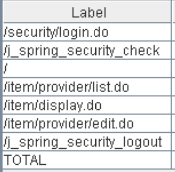 Label
/security/login.do
/j_spring_security_check
/
/item/provider/list.do
/item/display.do
/item/provider/edit.do
/j_spring_security_logout
TOTAL